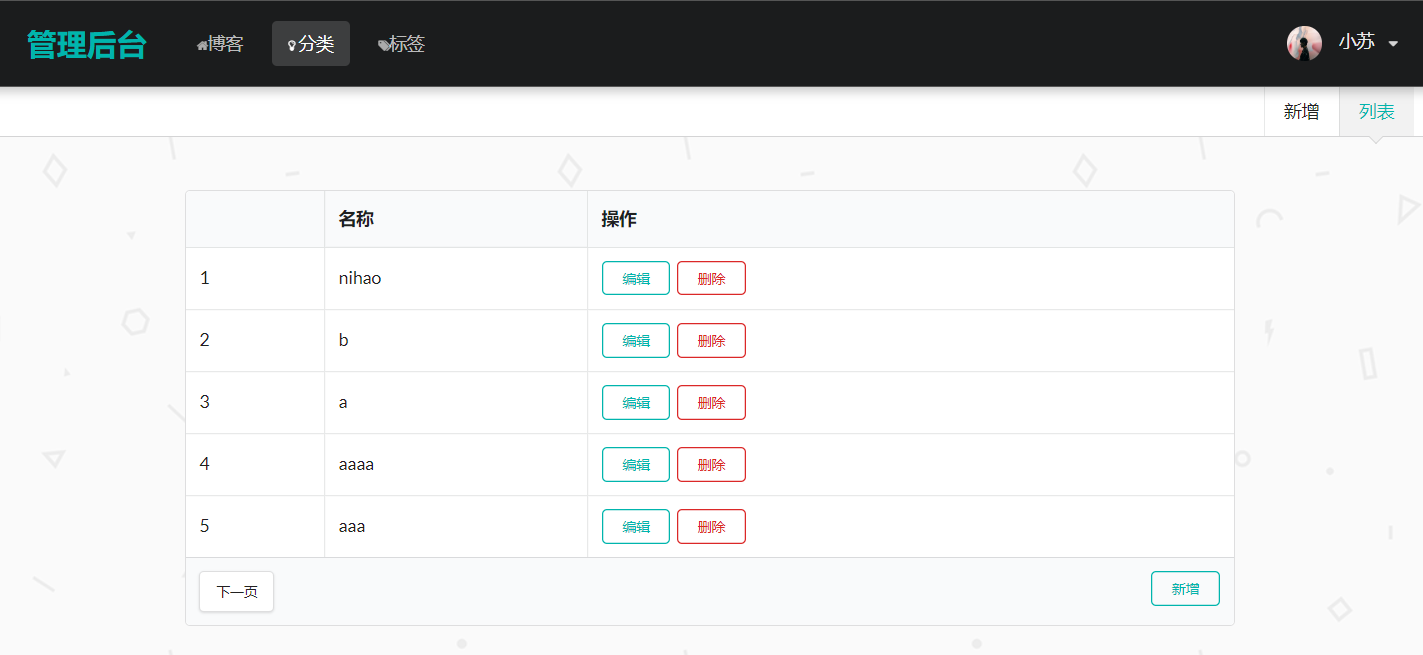 管理后台 博客 分类 标签 小苏
新增 列表
名称 操作
1 nihao 编辑 删除
2 b 编辑 删除
3 a 编辑 删除
4 aaaa 编辑 删除
5 aaa 编辑 删除
下一页 新增